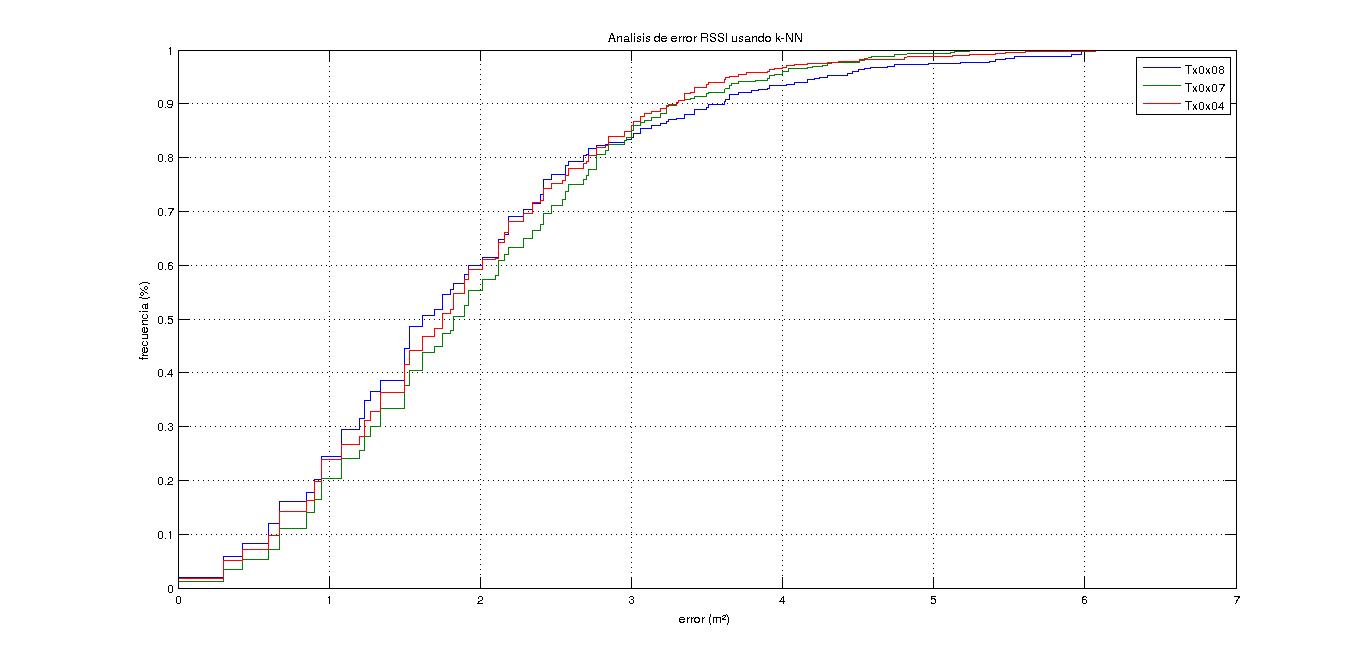 Analisis de error RSSI usando k-NN
1
0.9
0.8
0.7
0.6
0.5
0.4
0.3
0.2
0.1
0
frecuencia (%)
Tx0x08
Tx0x07
Tx0x04
0 1 2 3 4 5 6 7
error (m²)